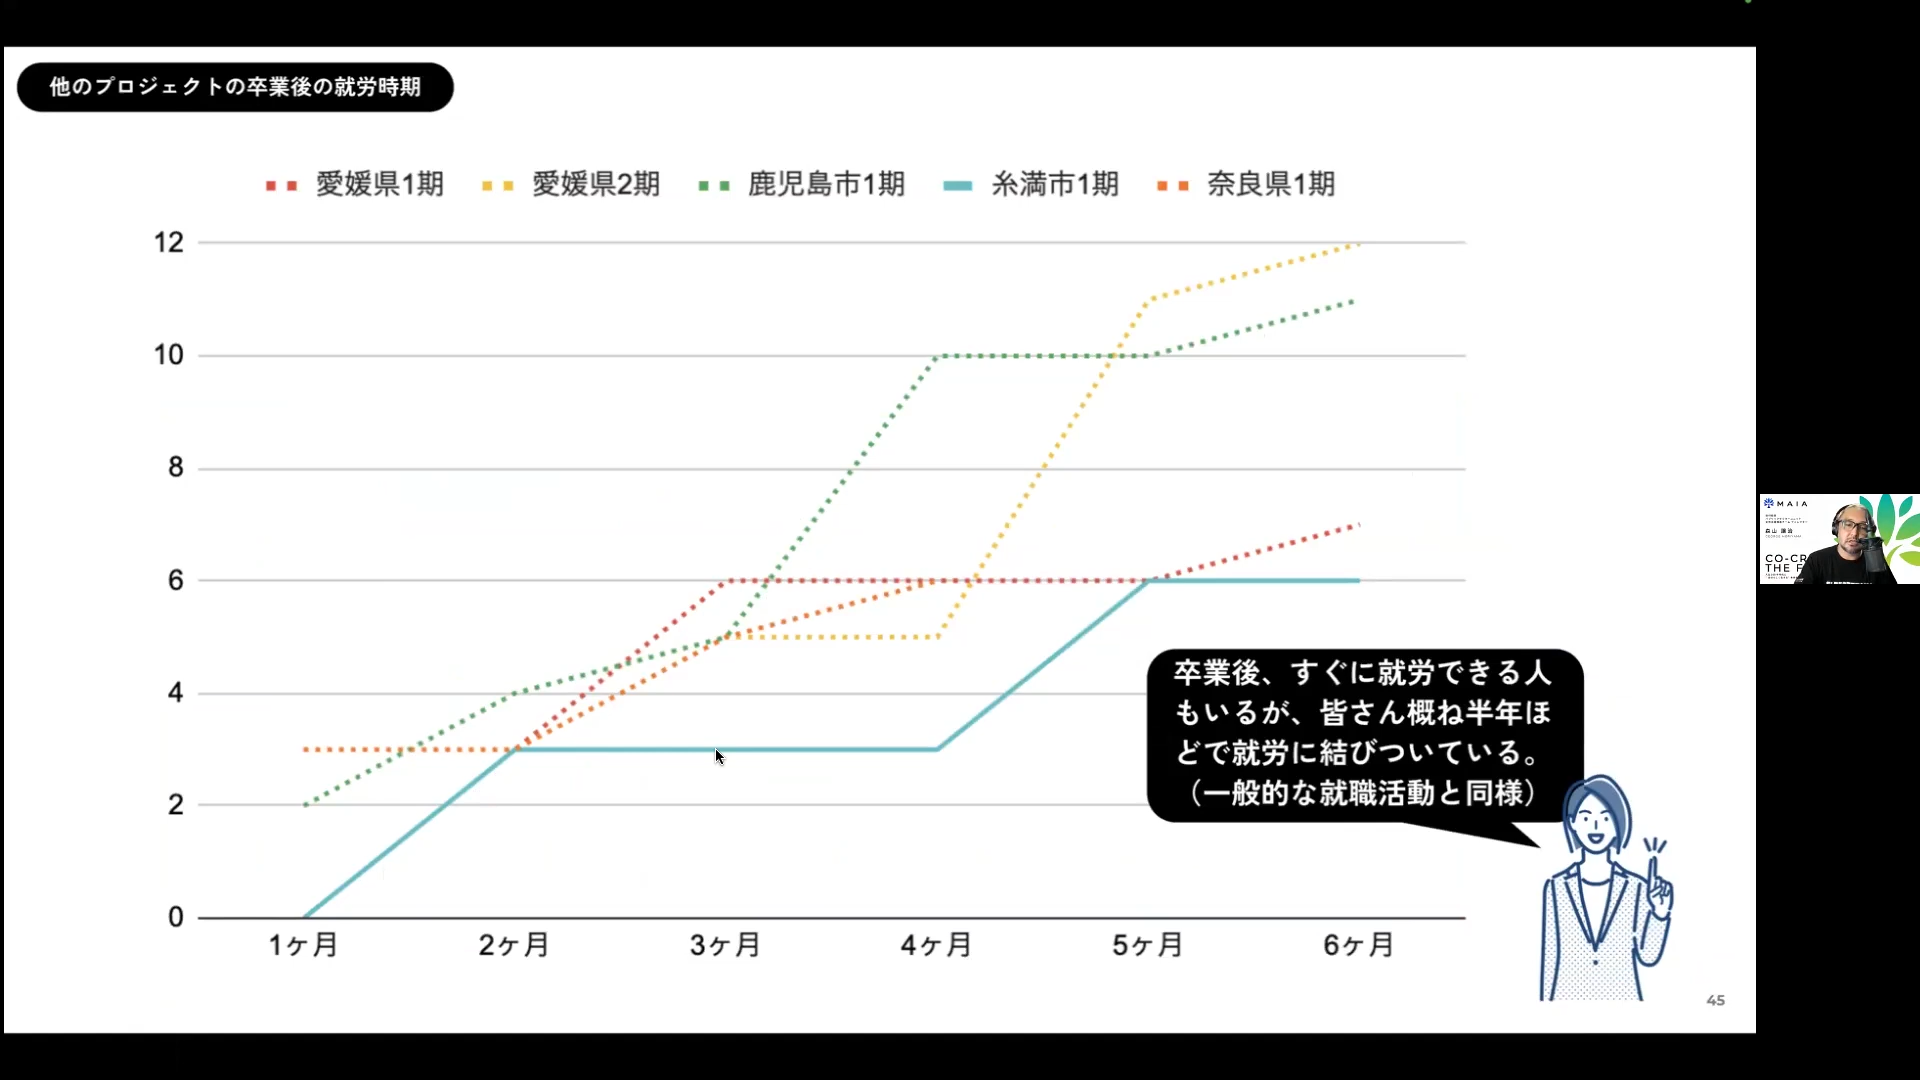 他のプロジェクトの卒業後の就労時期
愛媛県1期 愛媛県2期 鹿児島市1期 糸満市1期 奈良県1期
12
10
8
6
4
2
0
1ヶ月 2ヶ月 3ヶ月 4ヶ月 5ヶ月 6ヶ月
卒業後、すぐに就労できる人
もいるが、皆さん概ね半年ほ
どで就労に結びついている。
（一般的な就職活動と同様）
45
MAIA
CO-CR
THE F